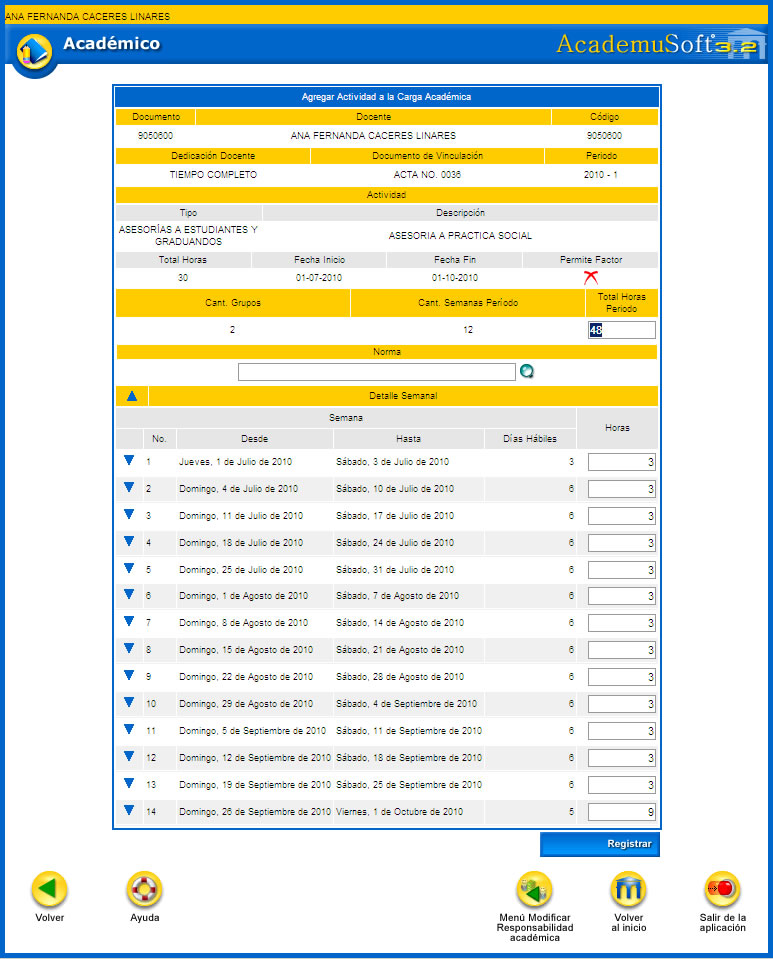 ANA FERNANDA CACERES LINARES
Académico
AcademuSoft 3.2
Agregar Actividad a la Carga Académica
Documento Docente Código
9050600 ANA FERNANDA CACERES LINARES 9050600
Dedicación Docente Documento de Vinculación Periodo
TIEMPO COMPLETO ACTA NO. 0036 2010 - 1
Actividad
Tipo Descripción
ASESORÍAS A ESTUDIANTES Y
GRADUANDOS
ASESORIA A PRACTICA SOCIAL
Total Horas Fecha Inicio Fecha Fin Permite Factor
30 01-07-2010 01-10-2010
Cant. Grupos Cant. Semanas Período Total Horas
Periodo
2 12 48
Norma
Detalle Semanal
Semana
Horas
No. Desde Hasta Días Hábiles
1 Jueves, 1 de Julio de 2010 Sábado, 3 de Julio de 2010 3 3
2 Domingo, 4 de Julio de 2010 Sábado, 10 de Julio de 2010 6 3
3 Domingo, 11 de Julio de 2010 Sábado, 17 de Julio de 2010 6 3
4 Domingo, 18 de Julio de 2010 Sábado, 24 de Julio de 2010 6 3
5 Domingo, 25 de Julio de 2010 Sábado, 31 de Julio de 2010 6 3
6 Domingo, 1 de Agosto de 2010 Sábado, 7 de Agosto de 2010 6 3
7 Domingo, 8 de Agosto de 2010 Sábado, 14 de Agosto de 2010 6 3
8 Domingo, 15 de Agosto de 2010 Sábado, 21 de Agosto de 2010 6 3
9 Domingo, 22 de Agosto de 2010 Sábado, 28 de Agosto de 2010 6 3
10 Domingo, 29 de Agosto de 2010 Sábado, 4 de Septiembre de 2010 6 3
11 Domingo, 5 de Septiembre de 2010 Sábado, 11 de Septiembre de 2010 6 3
12 Domingo, 12 de Septiembre de 2010 Sábado, 18 de Septiembre de 2010 6 3
13 Domingo, 19 de Septiembre de 2010 Sábado, 25 de Septiembre de 2010 6 3
14 Domingo, 26 de Septiembre de 2010 Viernes, 1 de Octubre de 2010 5 9
Registrar
Volver
Ayuda
Menú Modificar
Responsabilidad
académica
Volver
al inicio
Salir de la
aplicación